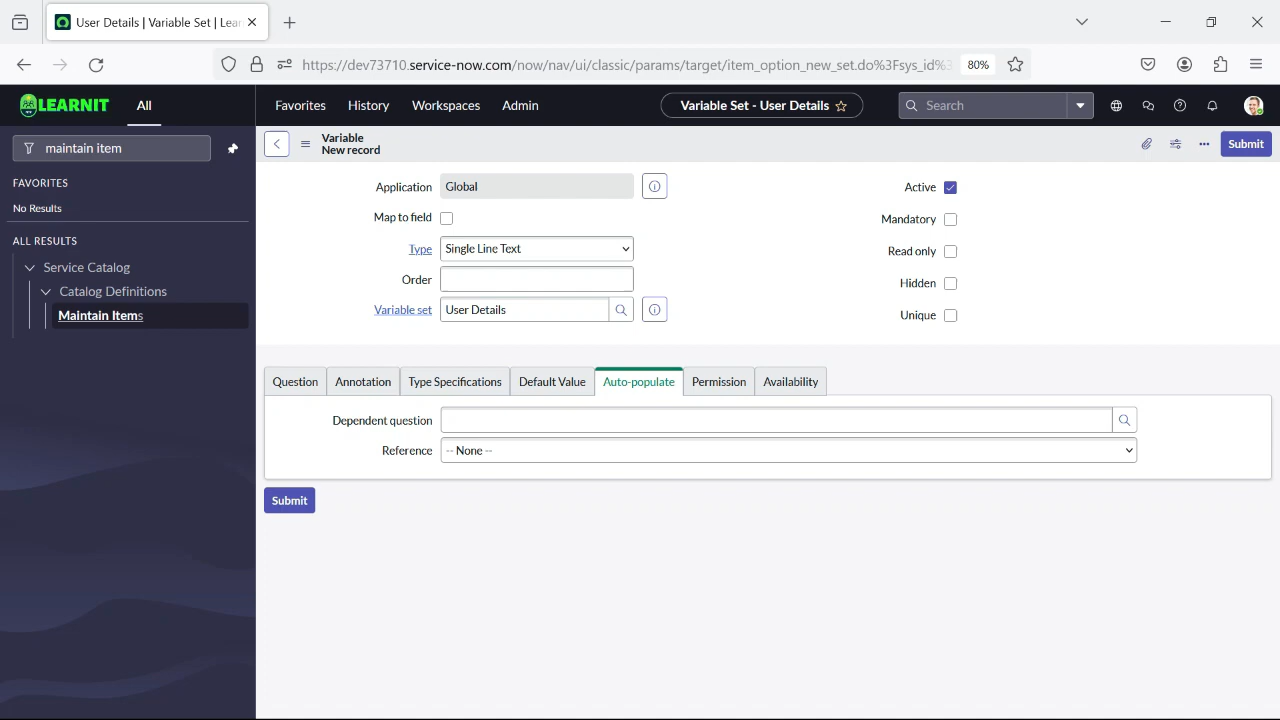 User Details | Variable Set | Lear
https://dev73710.service-now.com/now/nav/ui/classic/params/target/item_option_new_set.do%3Fsys_id%3
80%
LEARNIT
All
Favorites
History
Workspaces
Admin
Variable Set - User Details
Search
maintain item
FAVORITES
No Results
ALL RESULTS
Service Catalog
Catalog Definitions
Maintain Items
Variable
New record
Submit
Application
Global
Active
Map to field
Mandatory
Type
Single Line Text
Read only
Order
Hidden
Variable set
User Details
Unique
Question
Annotation
Type Specifications
Default Value
Auto-populate
Permission
Availability
Dependent question
Reference
-- None --
Submit